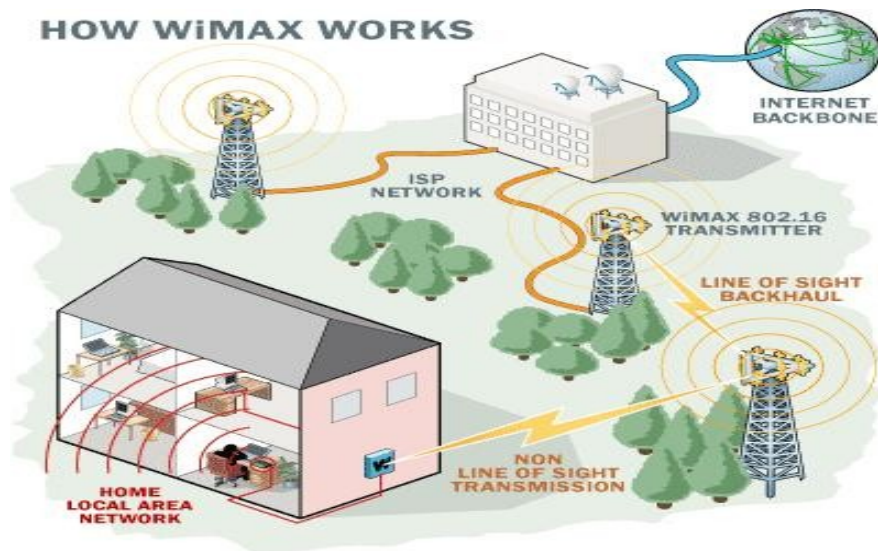 HOW WiMAX WORKS
INTERNET
BACKBONE
ISP
NETWORK
WiMAX 802.16
TRANSMITTER
LINE OF SIGHT
BACKHAUL
NON
LINE OF SIGHT
TRANSMISSION
HOME
LOCAL AREA
NETWORK